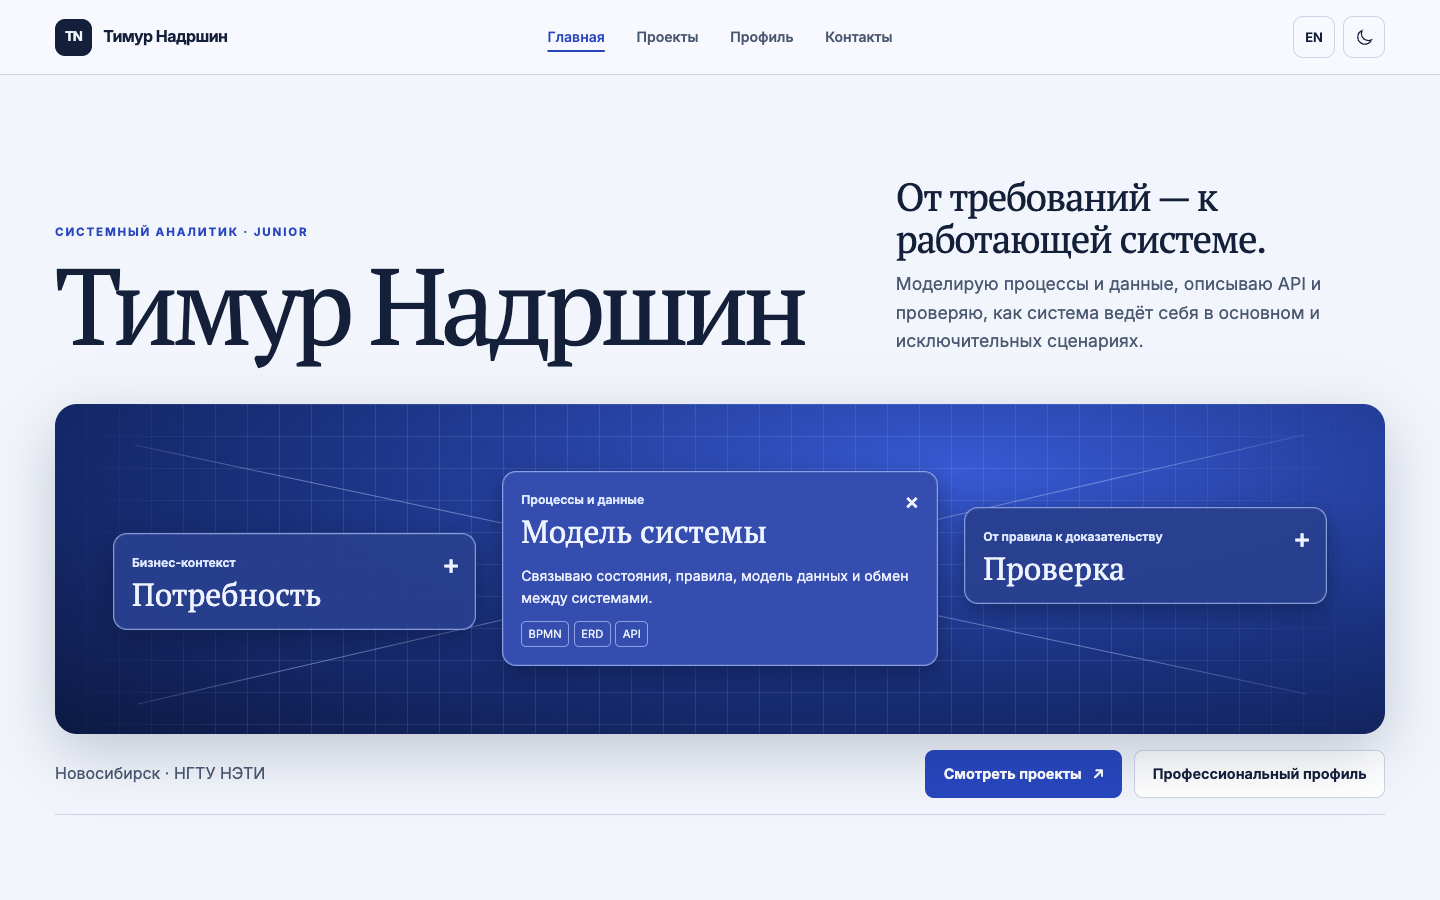 TN
Тимур Надршин
Главная
Проекты
Профиль
Контакты
EN
СИСТЕМНЫЙ АНАЛИТИК · JUNIOR
Тимур Надршин
От требований — к
работающей системе.
Моделирую процессы и данные, описываю API и
проверяю, как система ведёт себя в основном и
исключительных сценариях.
Бизнес-контекст
Потребность
Процессы и данные
Модель системы
Связываю состояния, правила, модель данных и обмен
между системами.
BPMN
ERD
API
От правила к доказательству
Проверка
Новосибирск · НГТУ НЭТИ
Смотреть проекты
Профессиональный профиль